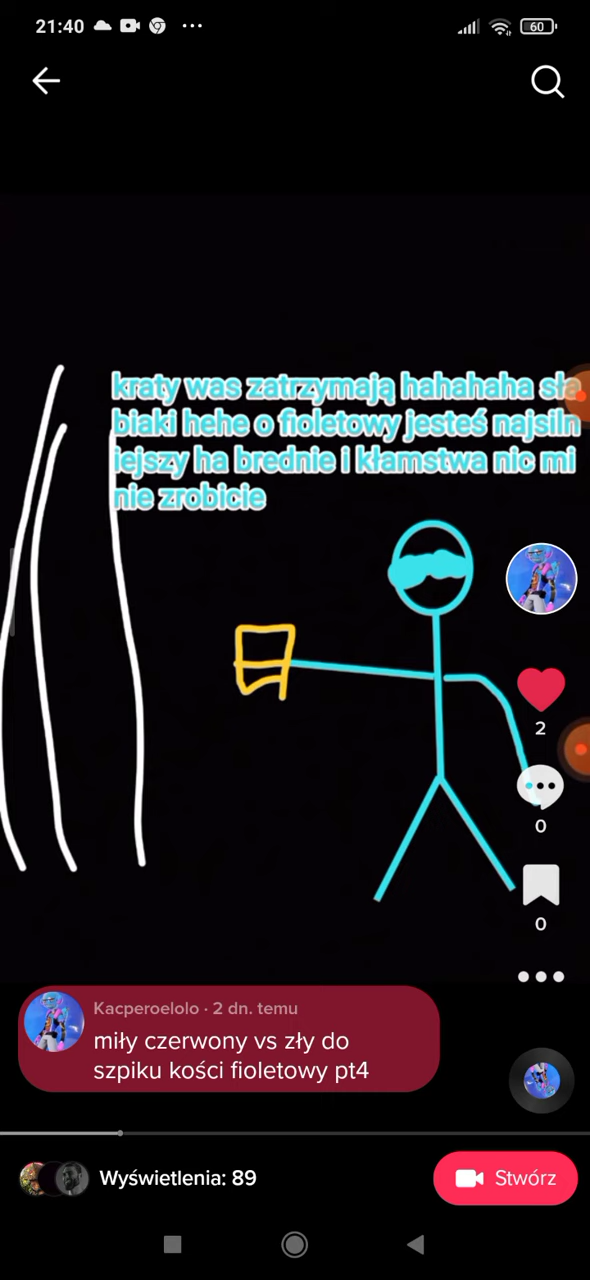 21:40
60
kraty was zatrzymają hahahaha sła
biaki hehe o fioletowy jesteś najsiln
iejszy ha brednie i kłamstwa nic mi
nie zrobicie
2
0
0
Kacperoelolo · 2 dn. temu
miły czerwony vs zły do
szpiku kości fioletowy pt4
Wyświetlenia: 89
Stwórz